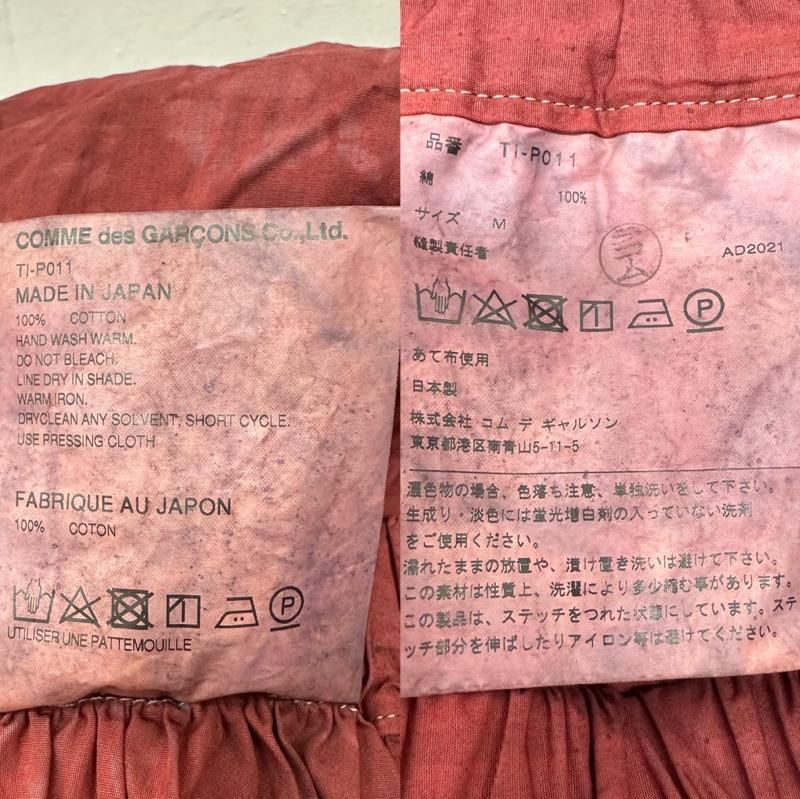 COMME des GARÇONS Co.,Ltd.
TI-P011
MADE IN JAPAN
100% COTTON
HAND WASH WARM.
DO NOT BLEACH.
LINE DRY IN SHADE.
WARM IRON.
DRYCLEAN ANY SOLVENT, SHORT CYCLE.
USE PRESSING CLOTH
FABRIQUE AU JAPON
100% COTON
P
UTILISER UNE PATTEMOUILLE
品番 TI-P011
綿 100%
サイズ M
縫製責任者 AD2021
P
あて布使用
日本製
株式会社 コム デ ギャルソン
東京都港区南青山5-11-5
濃色物の場合、色落ち注意、単独洗いをして下さい。
生成り・淡色には蛍光増白剤の入っていない洗剤
をご使用ください。
濡れたままの放置や、漬け置き洗いは避けて下さい。
この素材は性質上、洗濯により多少縮む事があります。
この製品は、ステッチをつれた状態にしています。ステ
ッチ部分を伸ばしたりアイロン等は避けてください。